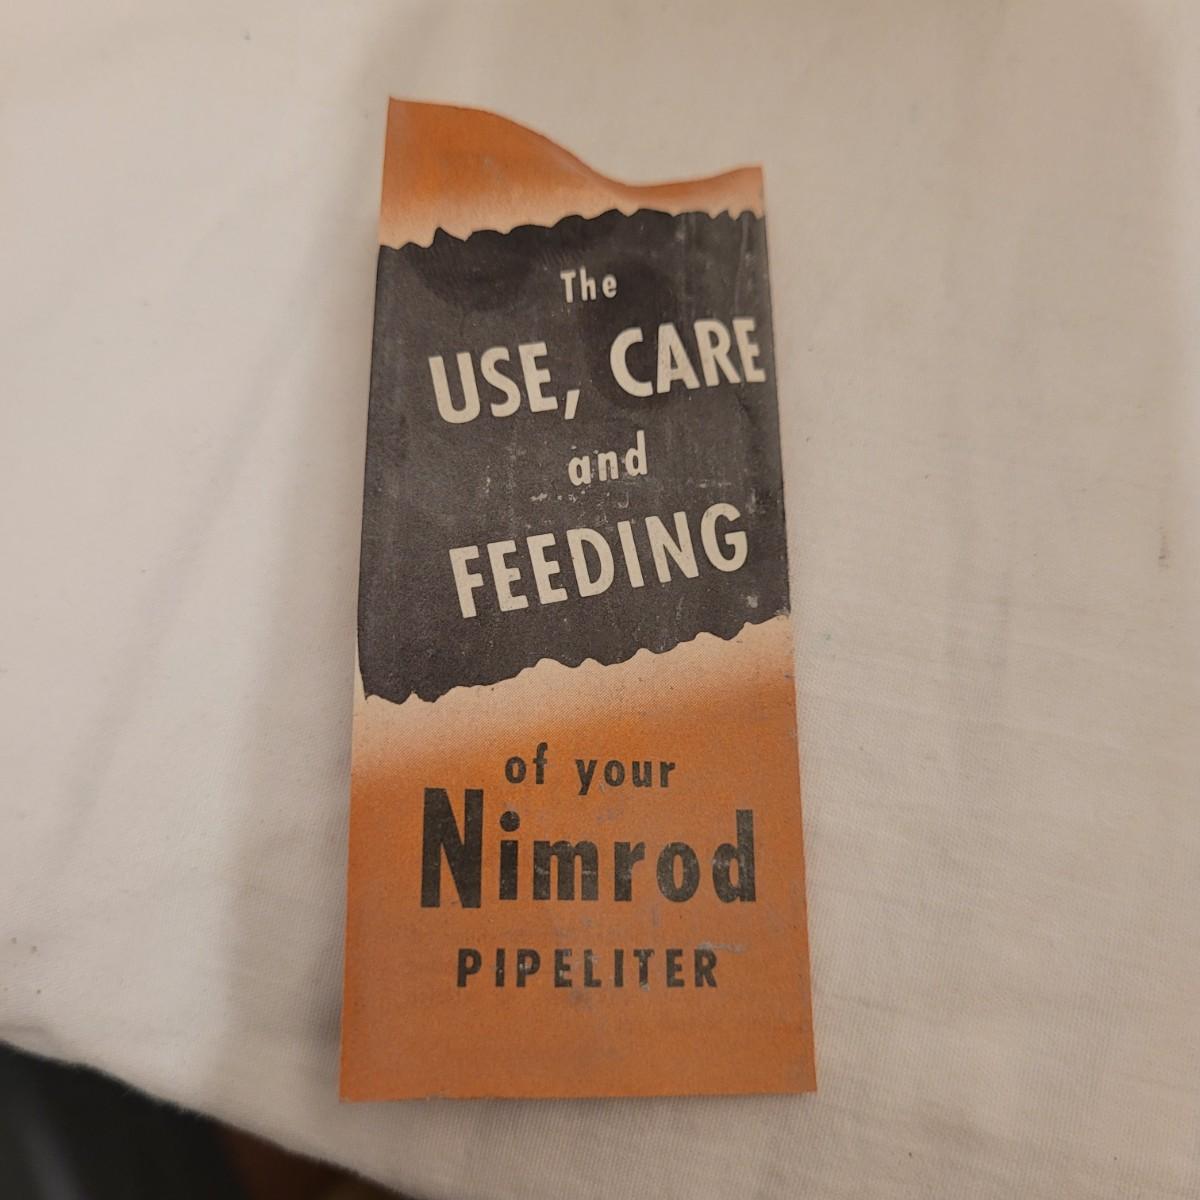 The
USE, CARE
and
FEEDING
of your
Nimrod
PIPELITER